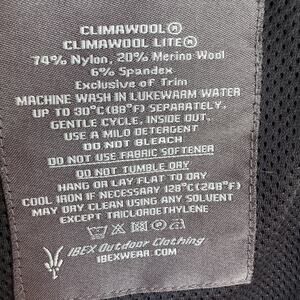 CLIMAWOOL®
CLIMAWOOL LITE®
74% Nylon, 20% Merino Wool
6% Spandex
Exclusive of Trim
MACHINE WASH IN LUKEWARM WATER
UP TO 30°C(88°F) SEPARATELY,
GENTLE CYCLE, INSIDE OUT.
USE A MILD DETERGENT
DO NOT BLEACH
DO NOT USE FABRIC SOFTENER
DO NOT TUMBLE DRY
HANG OR LAY FLAT TO DRY
COOL IRON IF NECESSARY 128°C(248°F)
MAY DRY CLEAN USING ANY SOLVENT
EXCEPT TRICLOROETHYLENE
IBEX Outdoor Clothing
IBEXWEAR.COM